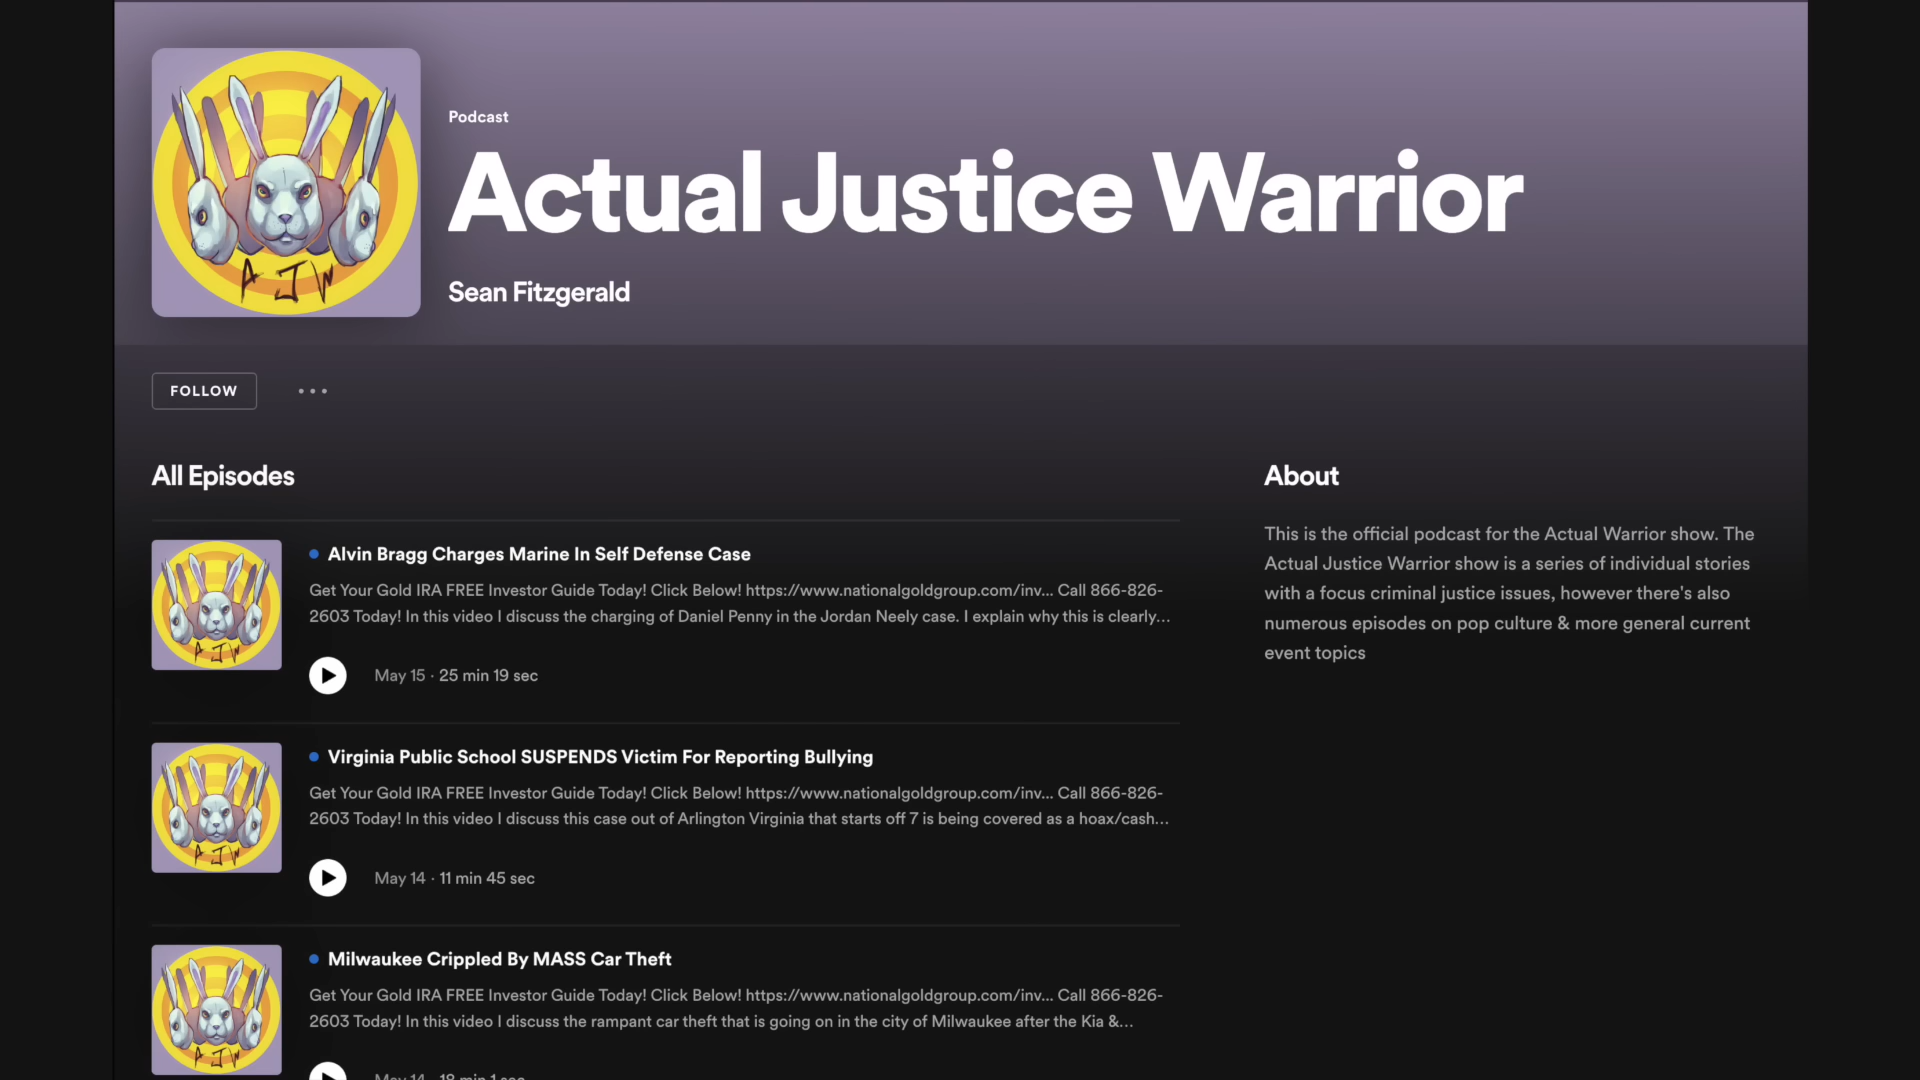 AJW
Podcast
Actual Justice Warrior
Sean Fitzgerald
FOLLOW
All Episodes
AJW
Alvin Bragg Charges Marine In Self Defense Case
Get Your Gold IRA FREE Investor Guide Today! Click Below! https://www.nationalgoldgroup.com/inv... Call 866-826-
2603 Today! In this video I discuss the charging of Daniel Penny in the Jordan Neely case. I explain why this is clearly...
May 15 · 25 min 19 sec
AJW
Virginia Public School SUSPENDS Victim For Reporting Bullying
Get Your Gold IRA FREE Investor Guide Today! Click Below! https://www.nationalgoldgroup.com/inv... Call 866-826-
2603 Today! In this video I discuss this case out of Arlington Virginia that starts off 7 is being covered as a hoax/cash...
May 14 · 11 min 45 sec
AJW
Milwaukee Crippled By MASS Car Theft
Get Your Gold IRA FREE Investor Guide Today! Click Below! https://www.nationalgoldgroup.com/inv... Call 866-826-
2603 Today! In this video I discuss the rampant car theft that is going on in the city of Milwaukee after the Kia &...
May 14 · 18 min 1 sec
About
This is the official podcast for the Actual Warrior show. The
Actual Justice Warrior show is a series of individual stories
with a focus criminal justice issues, however there's also
numerous episodes on pop culture & more general current
event topics